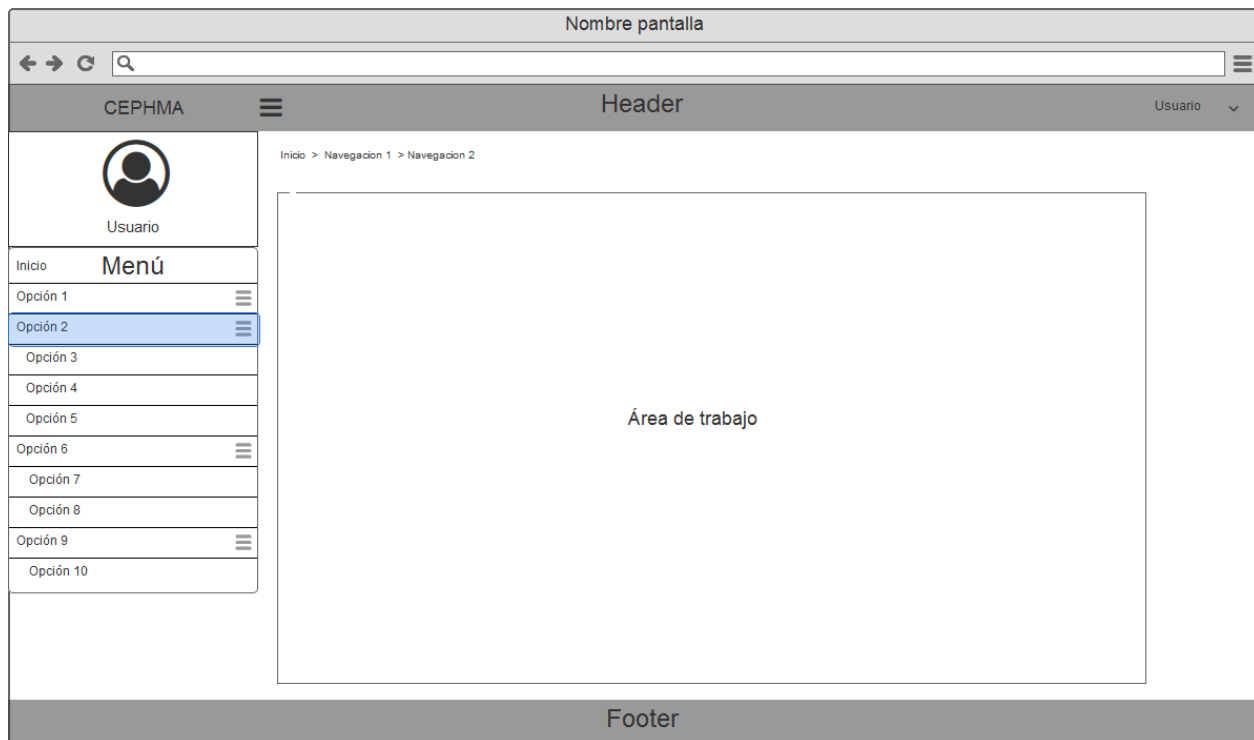 Nombre pantalla
CEPHMA
Header
Usuario
Inicio > Navegacion 1 > Navegacion 2
Usuario
Inicio
Menú
Opción 1
Opción 2
Opción 3
Opción 4
Opción 5
Opción 6
Opción 7
Opción 8
Opción 9
Opción 10
Área de trabajo
Footer